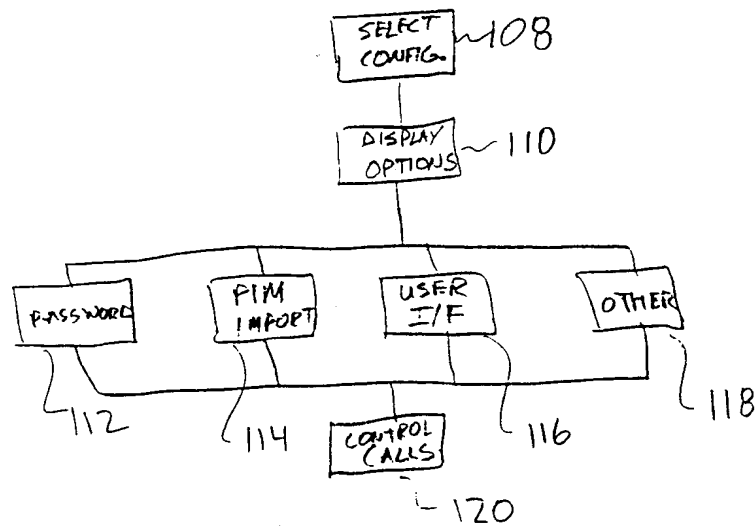 SELECT
CONFIG.
108
DISPLAY
OPTIONS
110
PASSWORD
PIM
IMPORT
USER
I/F
OTHER
112
114
116
118
CONTROL
CALLS
120